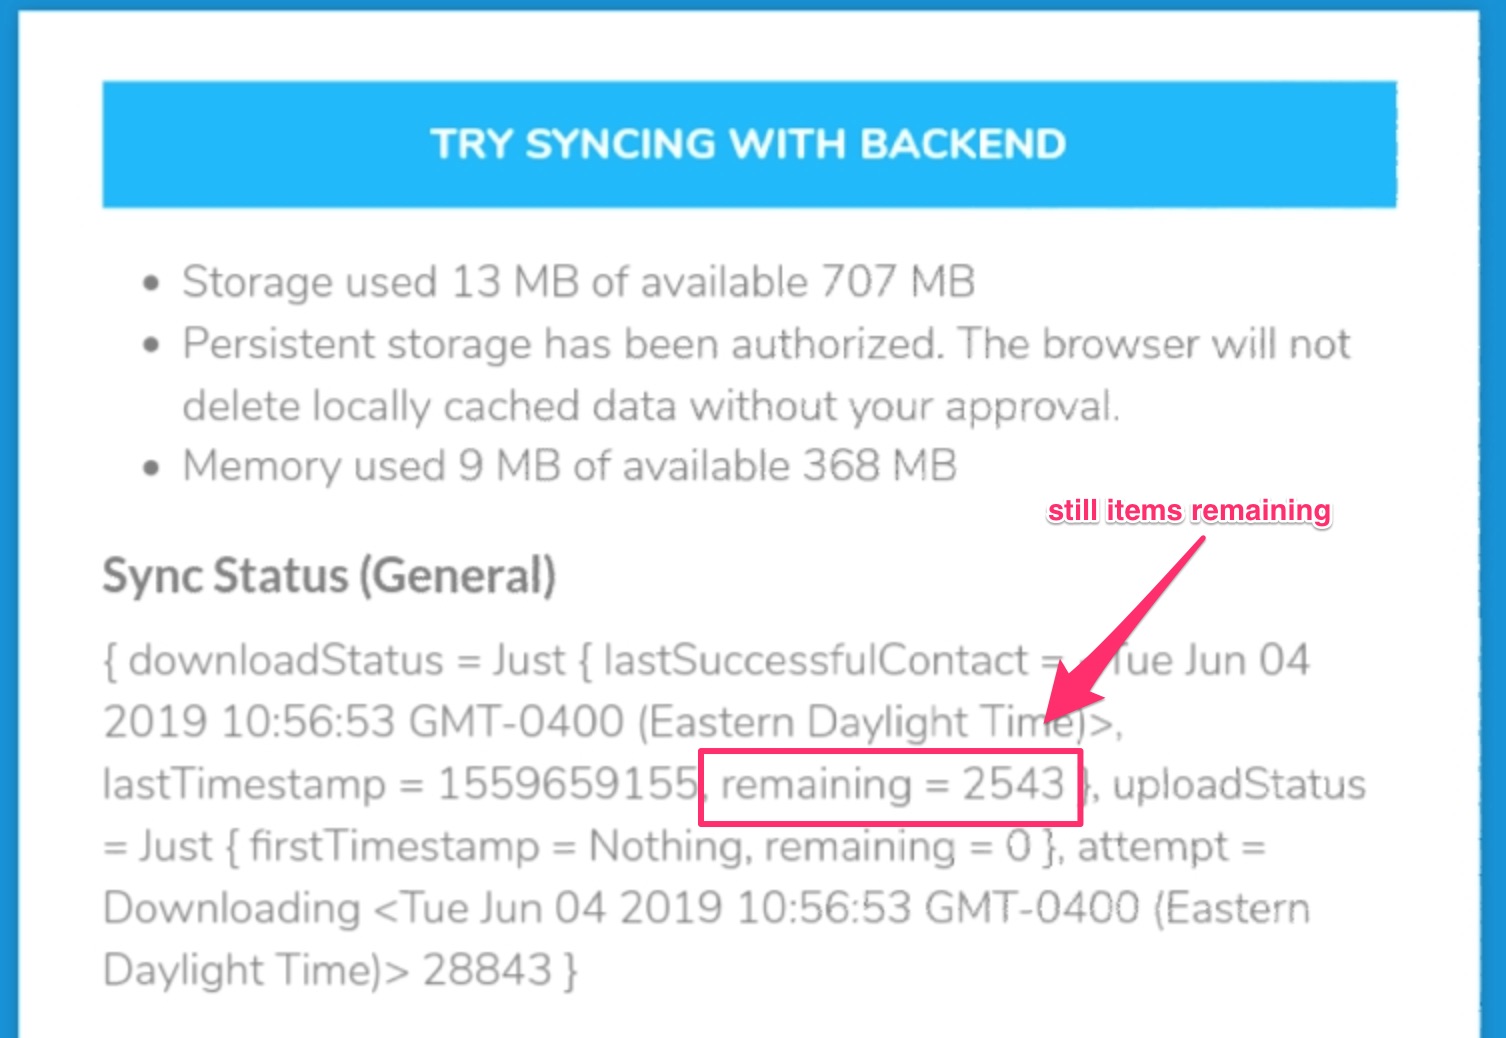 TRY SYNCING WITH BACKEND
• Storage used 13 MB of available 707 MB
• Persistent storage has been authorized. The browser will not
delete locally cached data without your approval.
• Memory used 9 MB of available 368 MB
still items remaining
Sync Status (General)
{ downloadStatus = Just { lastSuccessfulContact = Tue Jun 04
2019 10:56:53 GMT-0400 (Eastern Daylight Time)>,
lastTimestamp = 1559659155, remaining = 2543 }, uploadStatus
= Just { firstTimestamp = Nothing, remaining = 0 }, attempt =
Downloading <Tue Jun 04 2019 10:56:53 GMT-0400 (Eastern
Daylight Time)> 28843 }